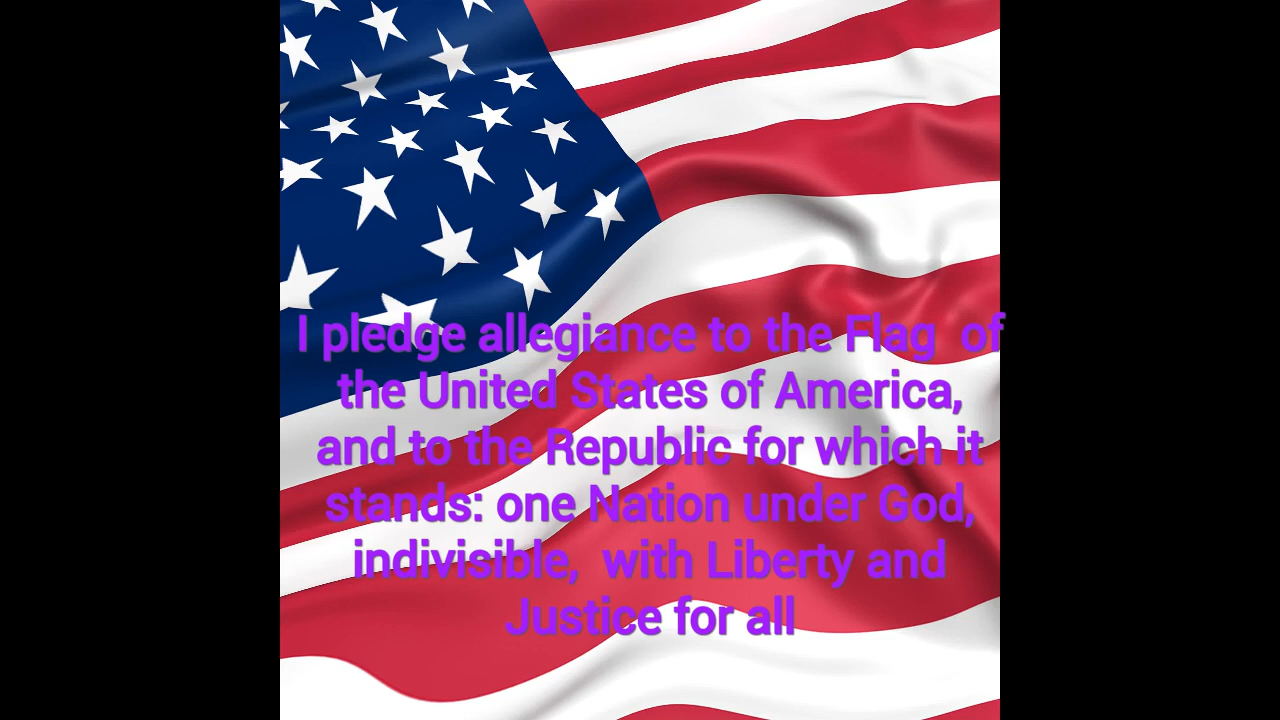 I pledge allegiance to the Flag  of
the United States of America,
and to the Republic for which it
stands: one Nation under God,
indivisible,  with Liberty and
Justice for all